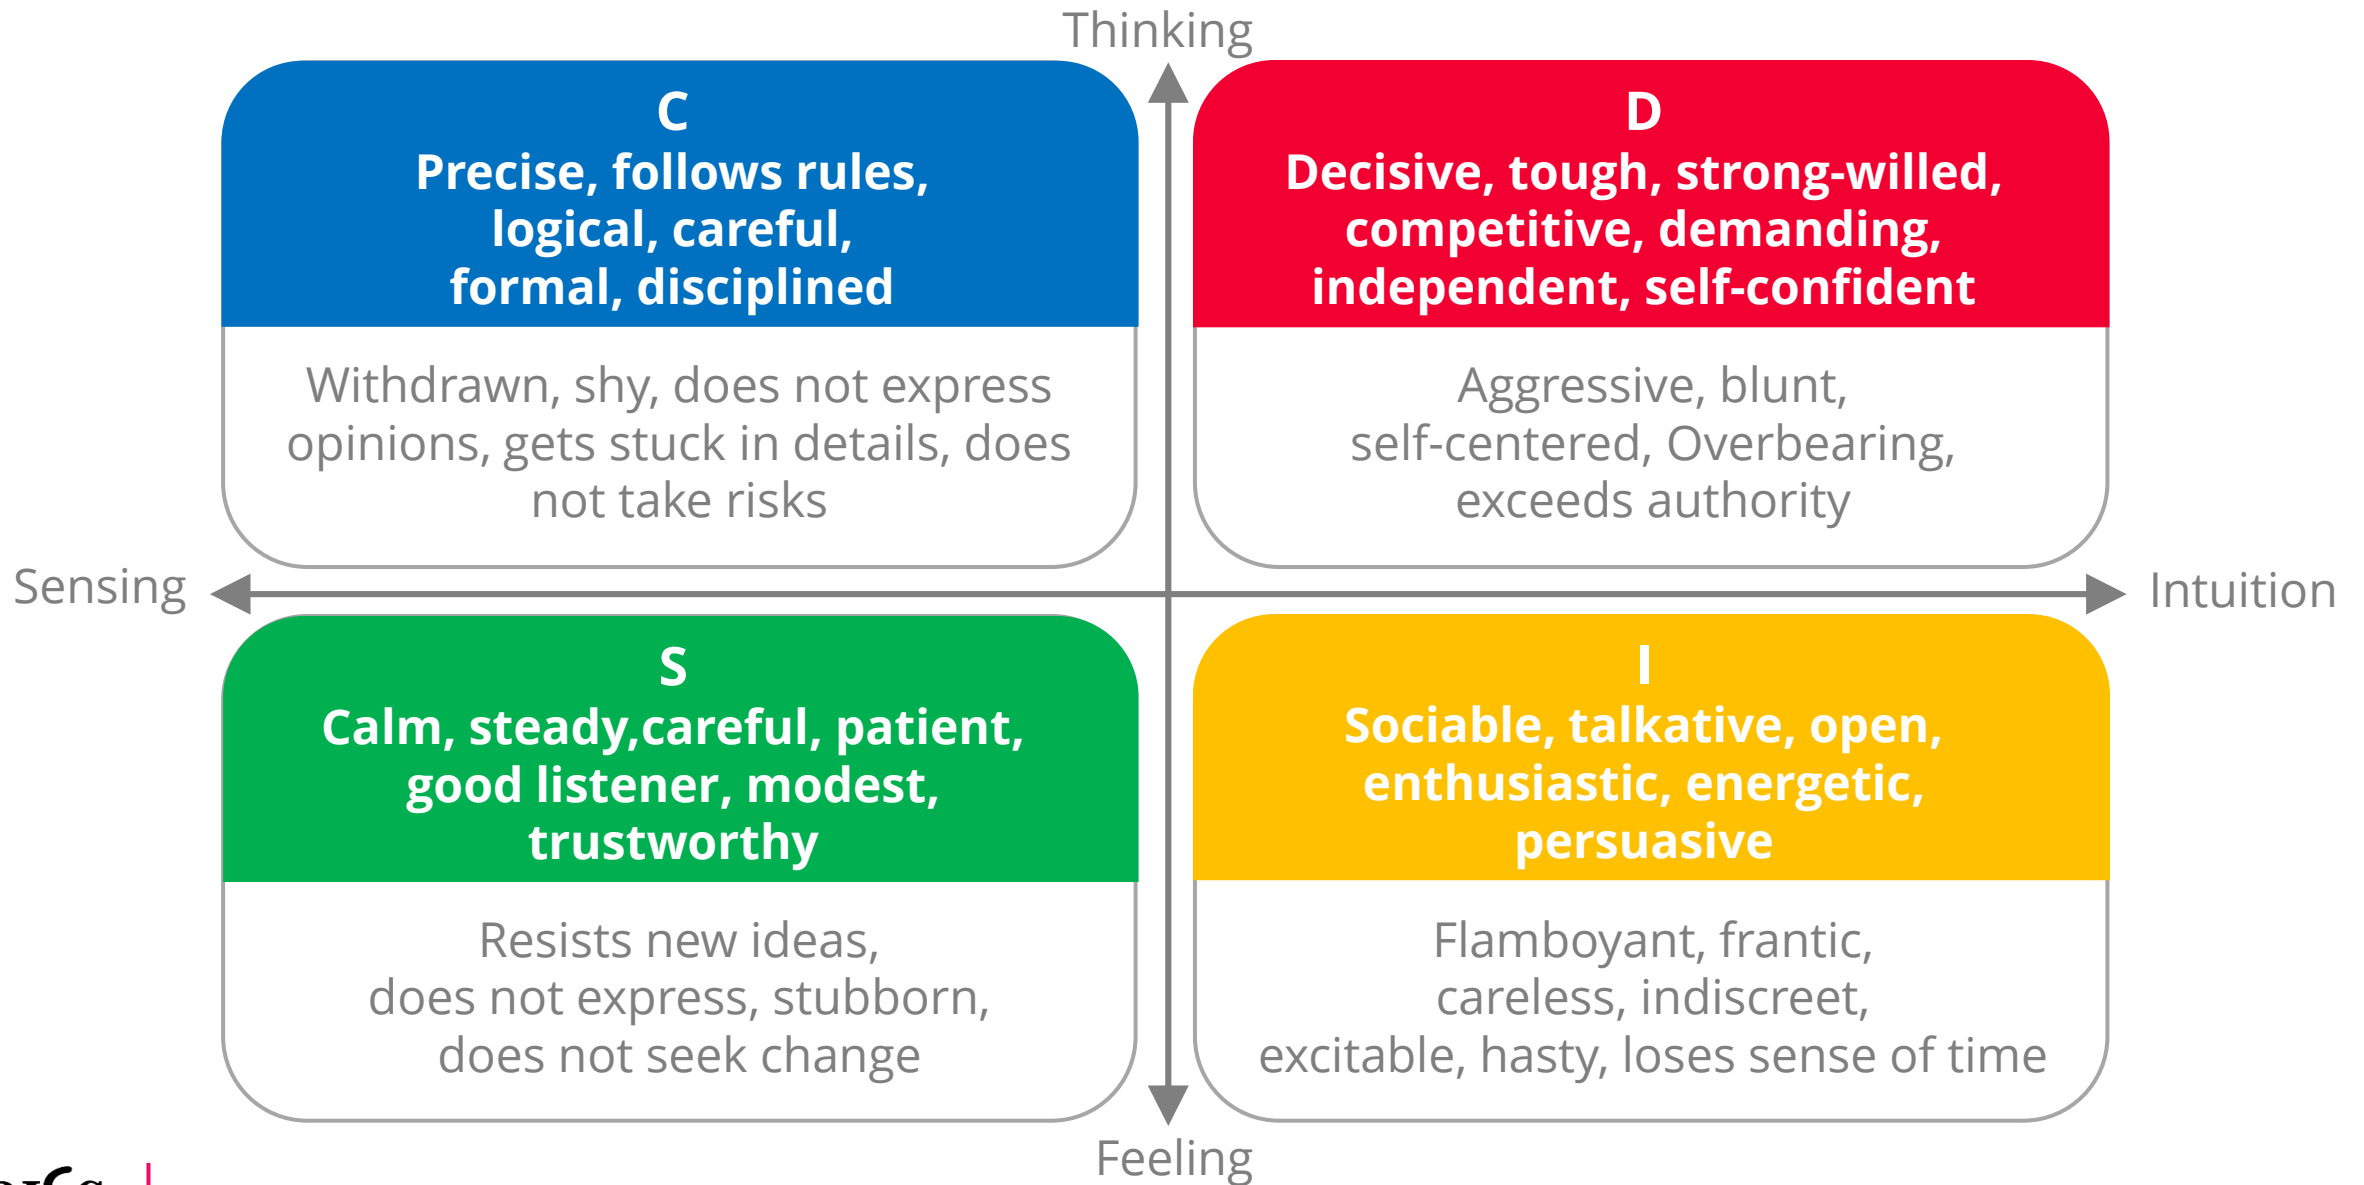 Thinking
C
Precise, follows rules,
logical, careful,
formal, disciplined
Withdrawn, shy, does not express
opinions, gets stuck in details, does
not take risks
D
Decisive, tough, strong-willed,
competitive, demanding,
independent, self-confident
Aggressive, blunt,
self-centered, Overbearing,
exceeds authority
Sensing
Intuition
S
Calm, steady,careful, patient,
good listener, modest,
trustworthy
Resists new ideas,
does not express, stubborn,
does not seek change
I
Sociable, talkative, open,
enthusiastic, energetic,
persuasive
Flamboyant, frantic,
careless, indiscreet,
excitable, hasty, loses sense of time
Feeling